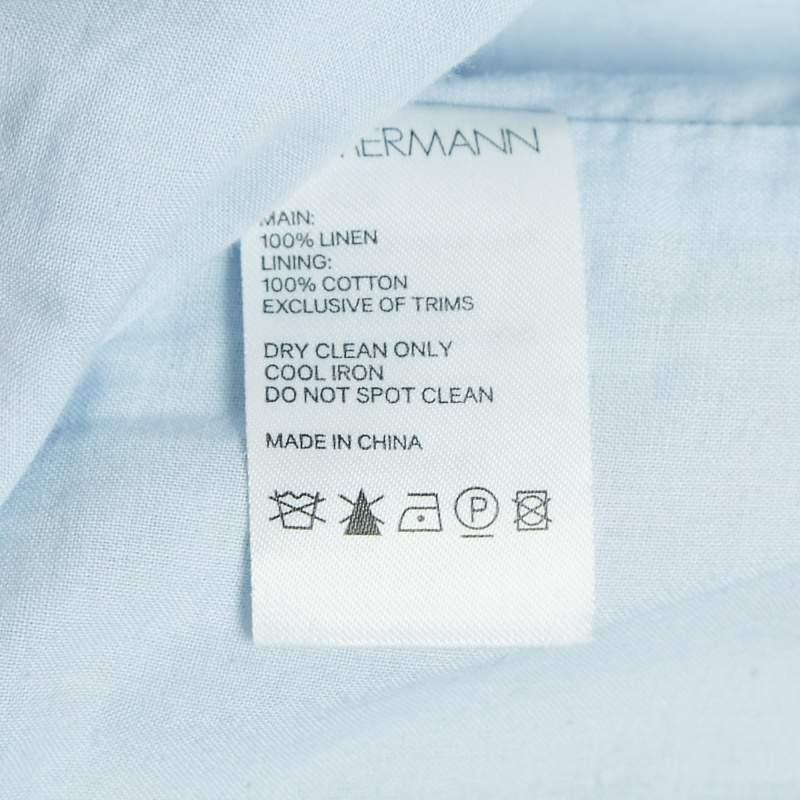 ERMANN
MAIN:
100% LINEN
LINING:
100% COTTON
EXCLUSIVE OF TRIMS
DRY CLEAN ONLY
COOL IRON
DO NOT SPOT CLEAN
MADE IN CHINA
P